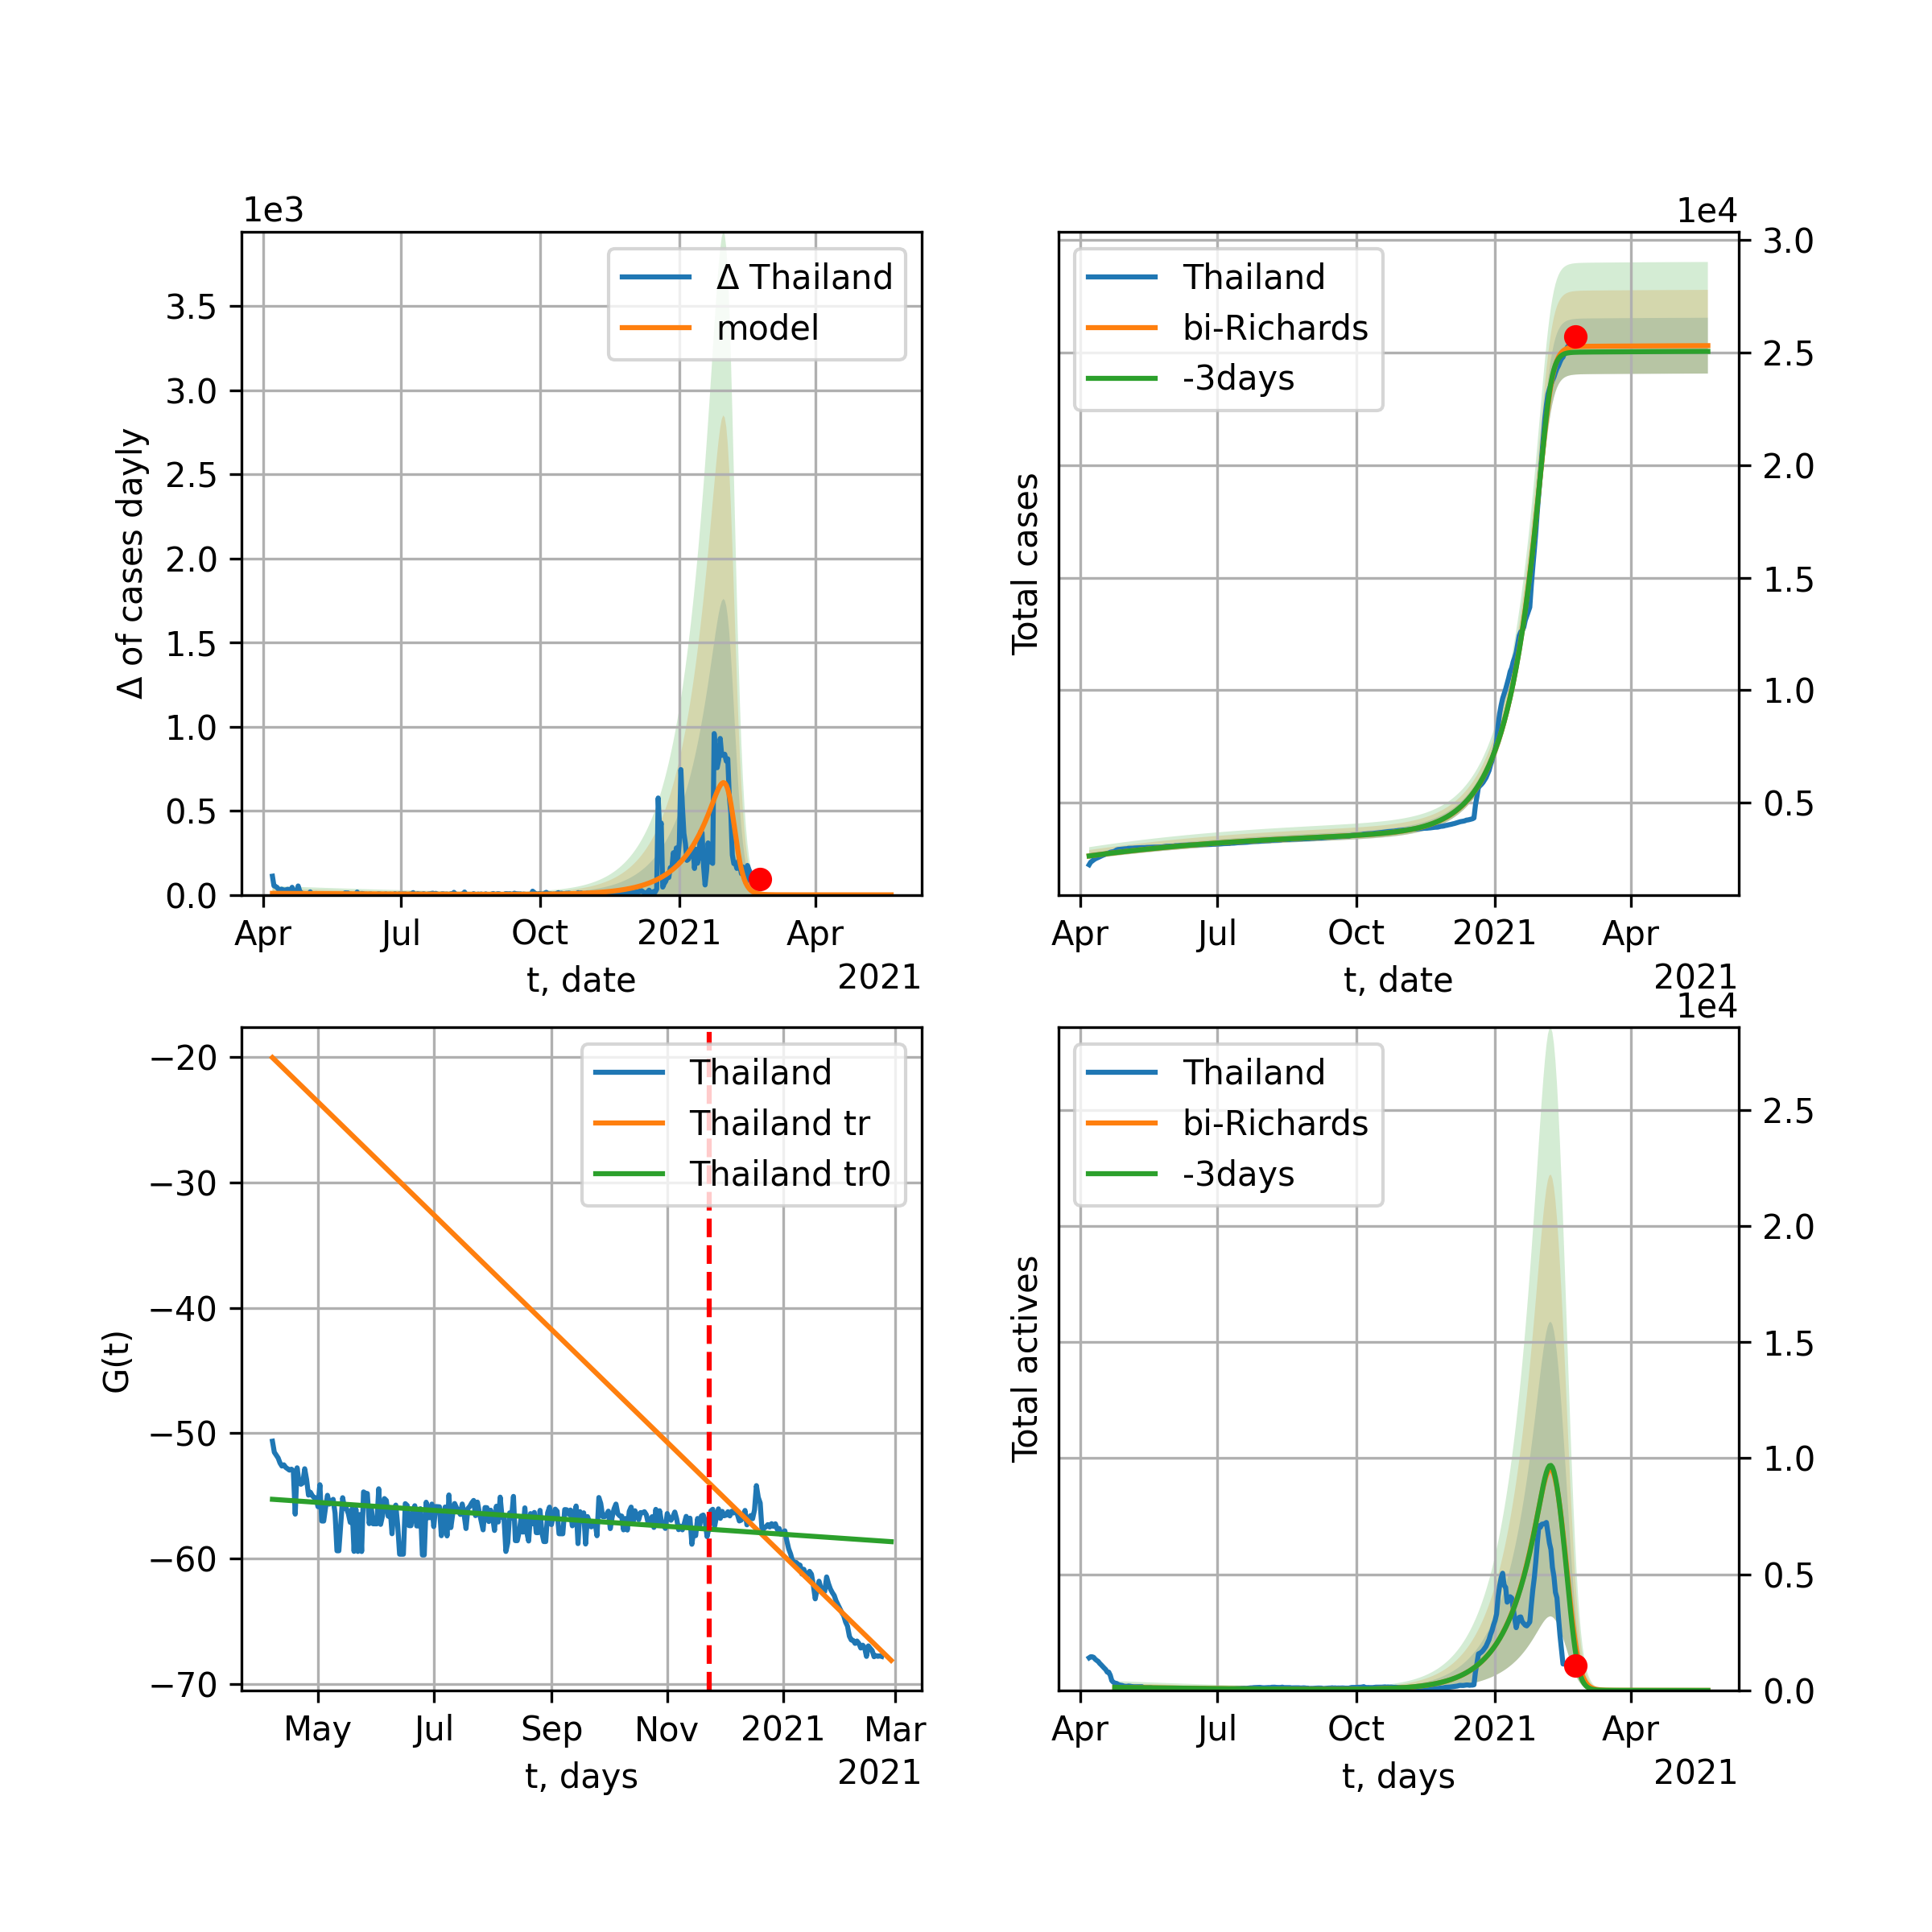 1e3
Δ Thailand
model
3.5
3.0
2.5
2.0
1.5
1.0
0.5
0.0
Δ of cases dayly
Apr Jul Oct 2021 Apr
t, date
2021
1e4
Thailand
bi-Richards
-3days
3.0
2.5
2.0
1.5
1.0
0.5
Total cases
Apr Jul Oct 2021 Apr
t, date
2021
Thailand
Thailand tr
Thailand tr0
−20
−30
−40
−50
−60
−70
G(t)
May Jul Sep Nov 2021 Mar
t, days
2021
1e4
Thailand
bi-Richards
-3days
2.5
2.0
1.5
1.0
0.5
0.0
Total actives
Apr Jul Oct 2021 Apr
t, days
2021